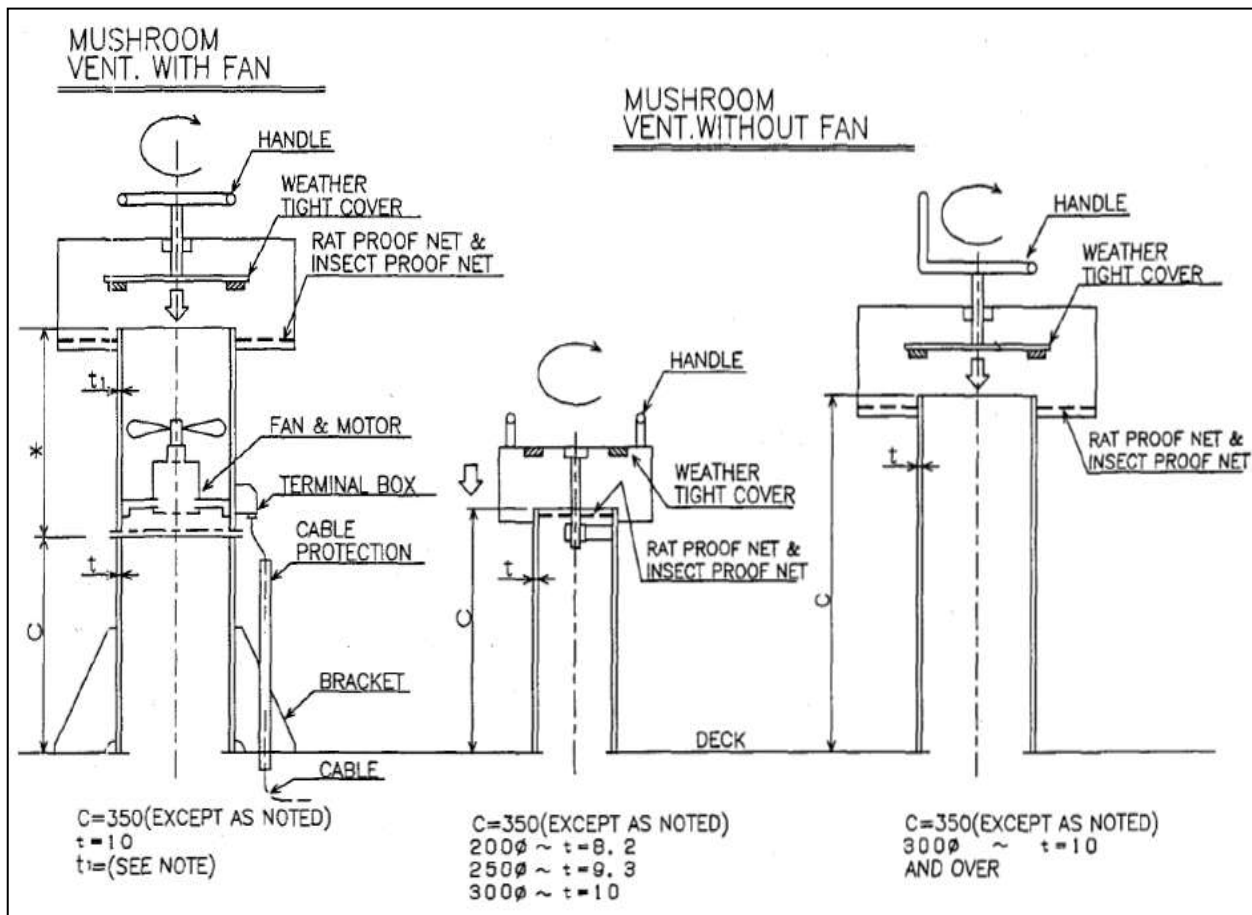 MUSHROOM
VENT. WITH FAN
HANDLE
WEATHER
TIGHT COVER
RAT PROOF NET &
INSECT PROOF NET
t1
FAN & MOTOR
*
TERMINAL BOX
CABLE
PROTECTION
t
C
BRACKET
CABLE
C=350(EXCEPT AS NOTED)
t=10
t1=(SEE NOTE)
MUSHROOM
VENT.WITHOUT FAN
HANDLE
WEATHER
TIGHT COVER
RAT PROOF NET &
INSECT PROOF NET
t
C
DECK
C=350(EXCEPT AS NOTED)
200ø ~ t=8.2
250ø ~ t=9.3
300ø ~ t=10
HANDLE
WEATHER
TIGHT COVER
RAT PROOF NET &
INSECT PROOF NET
t
C
C=350(EXCEPT AS NOTED)
300ø ~ t=10
AND OVER